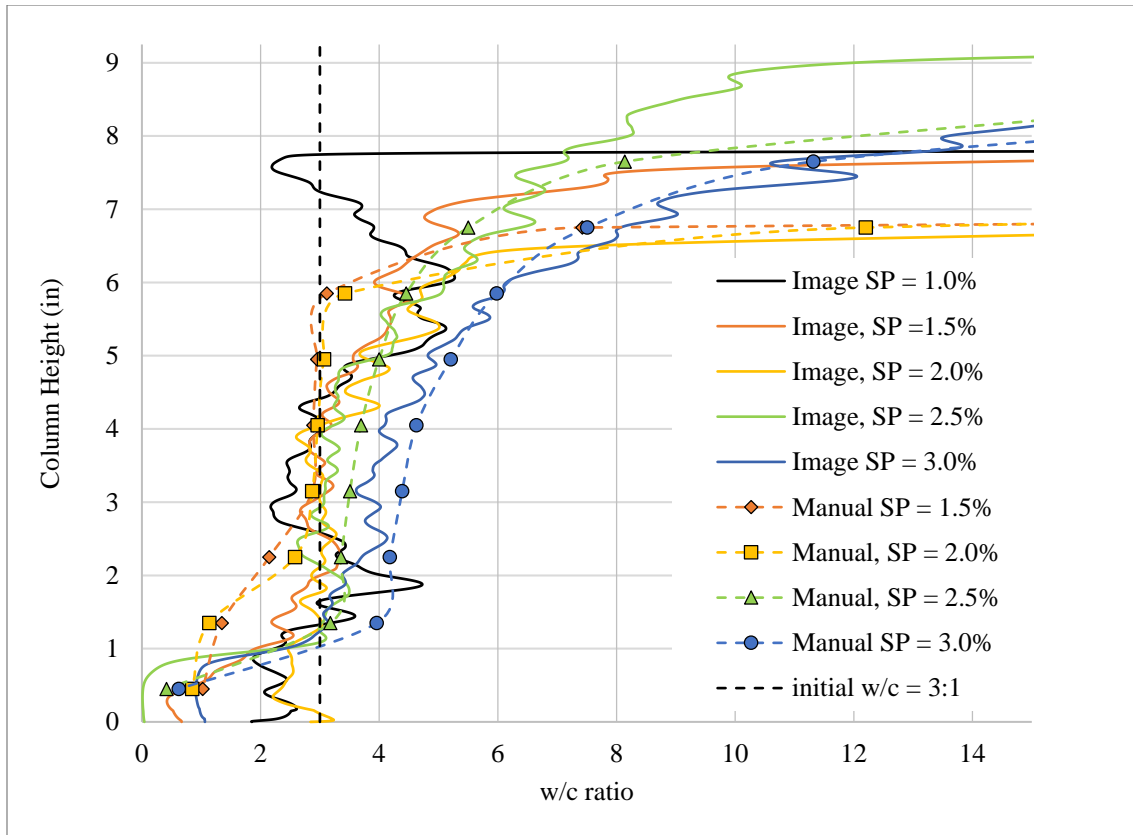 9
8
7
6
5
4
3
2
1
0
Column Height (in)
0 2 4 6 8 10 12 14
w/c ratio
Image SP = 1.0%
Image, SP =1.5%
Image, SP = 2.0%
Image, SP = 2.5%
Image SP = 3.0%
Manual SP = 1.5%
Manual, SP = 2.0%
Manual, SP = 2.5%
Manual SP = 3.0%
initial w/c = 3:1